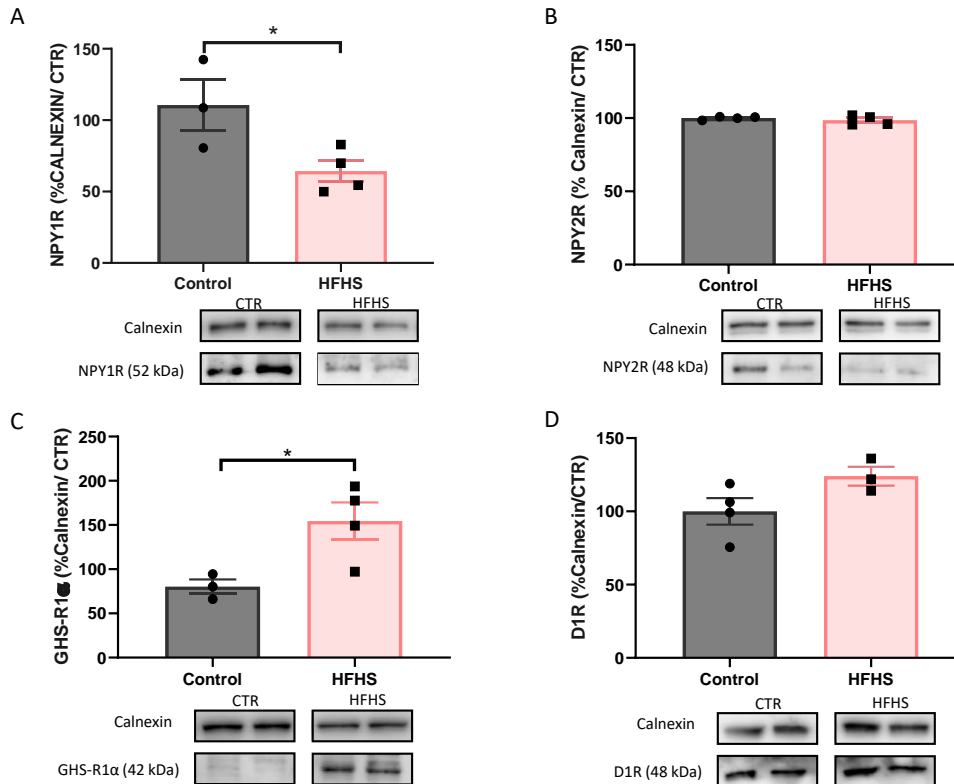 A
NPY1R (%CALNEXIN/ CTR)
150
100
50
0
*
Control
HFHS
CTR
HFHS
Calnexin
NPY1R (52 kDa)
B
NPY2R (% Calnexin/ CTR)
150
100
50
0
Control
HFHS
CTR
HFHS
Calnexin
NPY2R (48 kDa)
C
GHS-R1α (%Calnexin/ CTR)
250
200
150
100
50
0
*
Control
HFHS
CTR
HFHS
Calnexin
GHS-R1α (42 kDa)
D
D1R (%Calnexin/CTR)
150
100
50
0
Control
HFHS
CTR
HFHS
Calnexin
D1R (48 kDa)